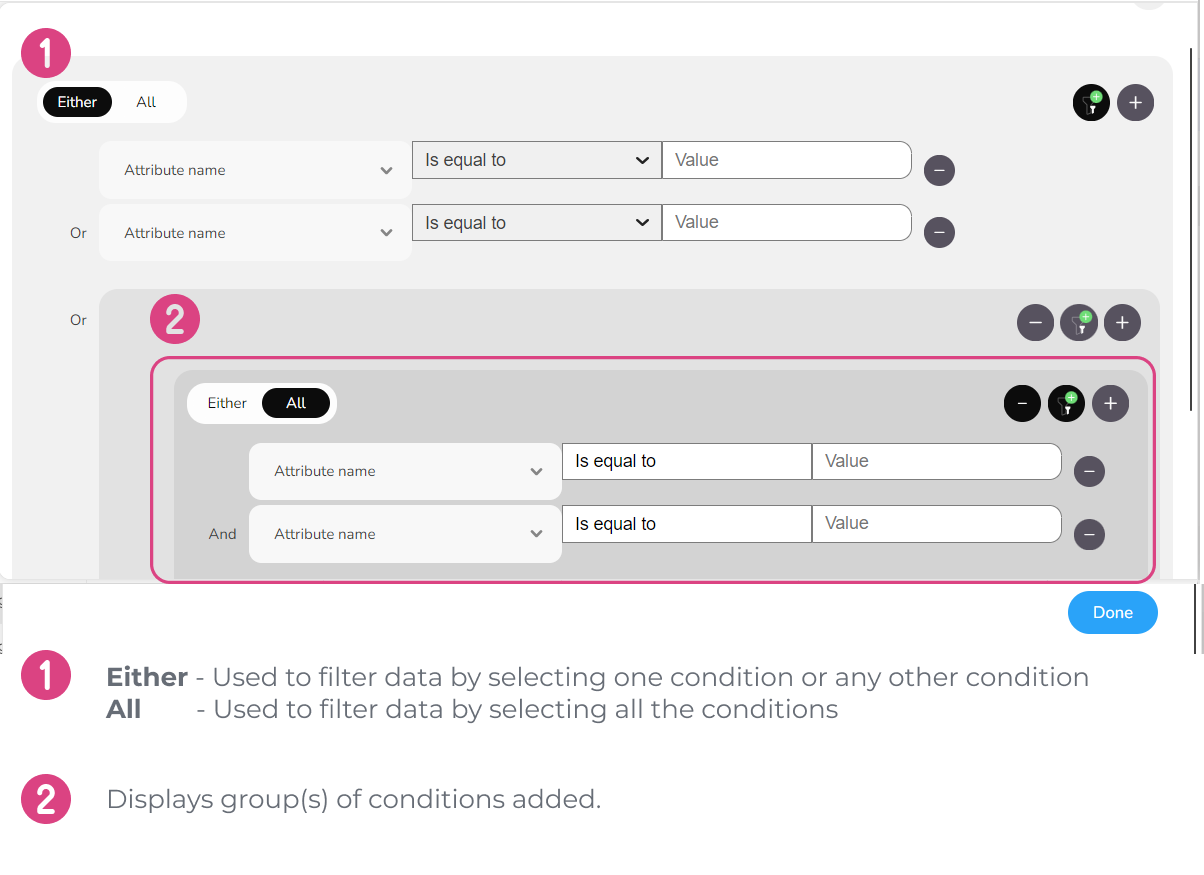 1
Either All
Attribute name Is equal to Value
Or Attribute name Is equal to Value
Or 2
Either All
Attribute name Is equal to Value
And Attribute name Is equal to Value
Done
1 Either - Used to filter data by selecting one condition or any other condition
All - Used to filter data by selecting all the conditions
2 Displays group(s) of conditions added.